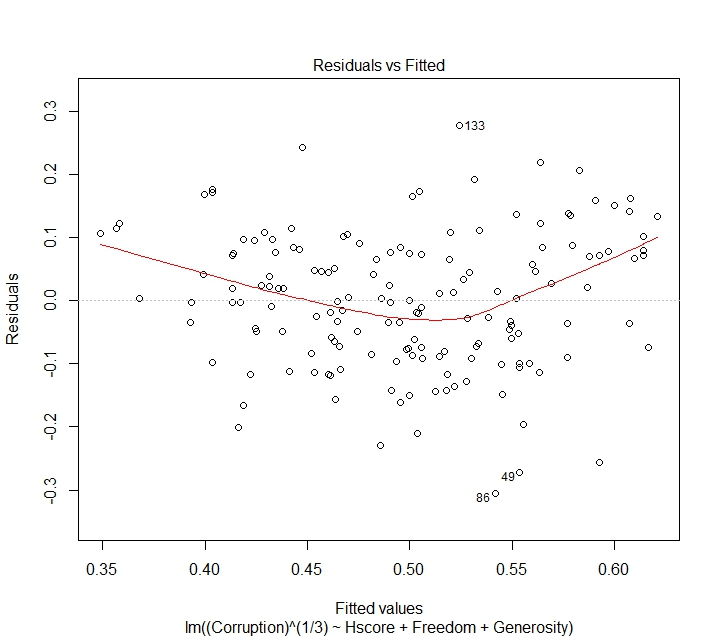 Residuals vs Fitted
0.3
0.2
0.1
0.0
-0.1
-0.2
-0.3
Residuals
133
49
86
0.35 0.40 0.45 0.50 0.55 0.60
Fitted values
lm((Corruption)^(1/3) ~ Hscore + Freedom + Generosity)